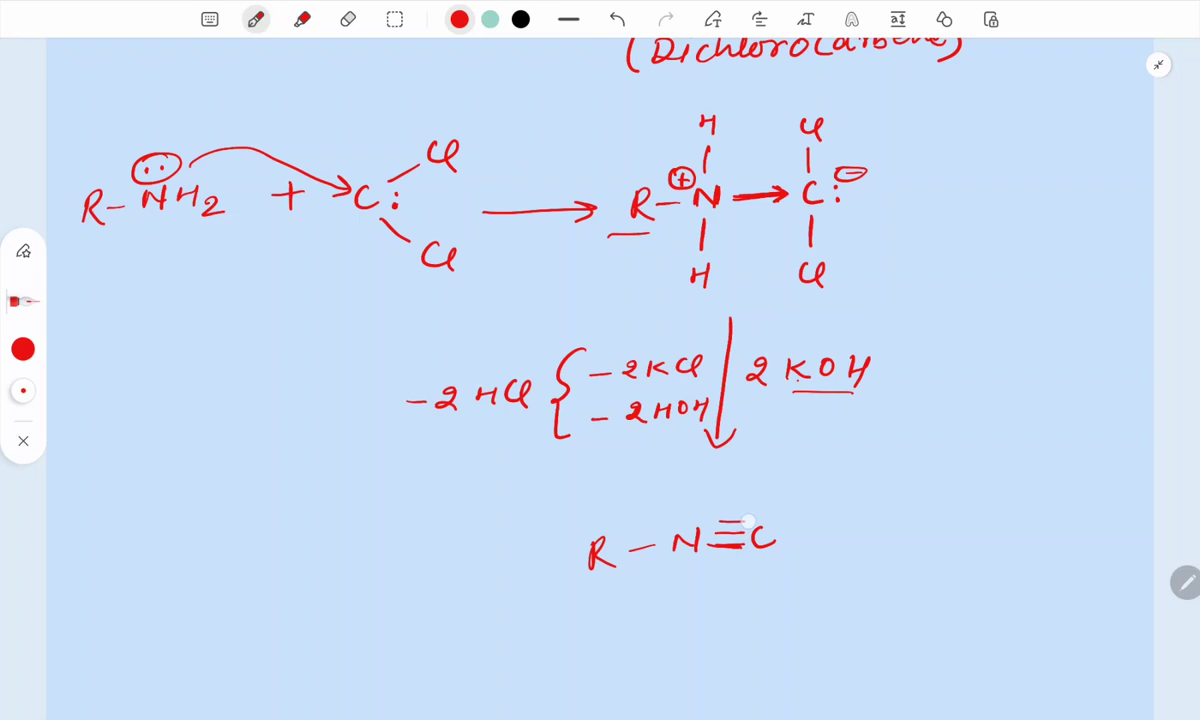 (Dichlorocarbene)
R-NH2 + C: Cl Cl → R-N⊕ H H → C:⊖ Cl Cl
-2HCl { -2KCl 2KOH
-2HOH
R-N≡C